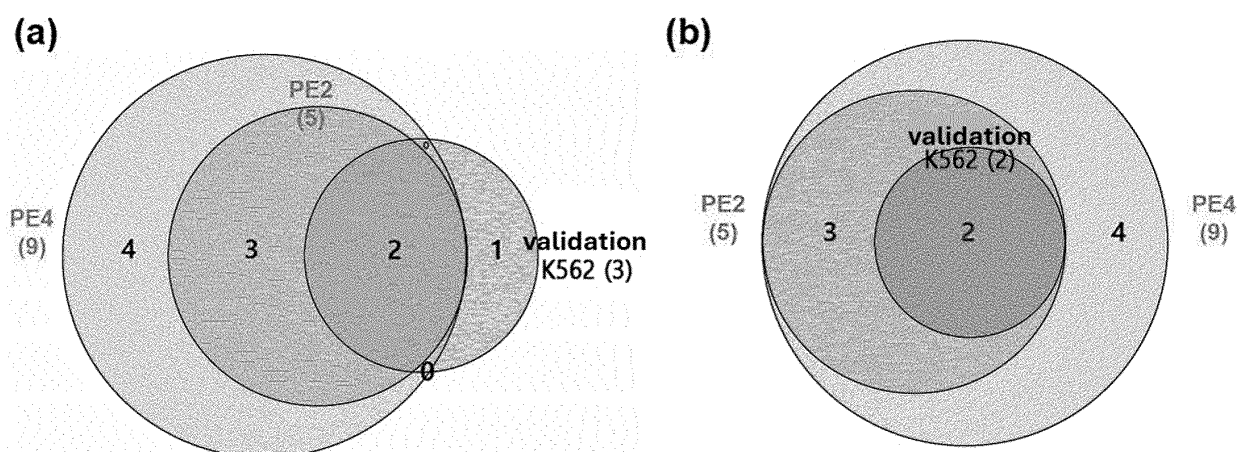 (a)
PE2
(5)
PE4
(9)
4
3
2
1
0
0
validation
K562 (3)
(b)
validation
K562 (2)
PE2
(5)
3
2
4
PE4
(9)